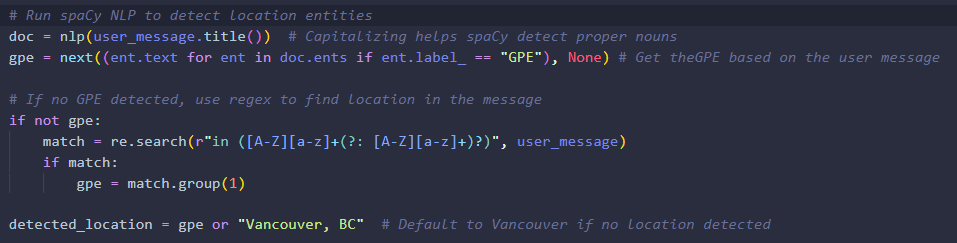 # Run spaCy NLP to detect location entities
doc = nlp(user_message.title())  # Capitalizing helps spaCy detect proper nouns
gpe = next((ent.text for ent in doc.ents if ent.label_ == "GPE"), None) # Get theGPE based on the user message
# If no GPE detected, use regex to find location in the message
if not gpe:
    match = re.search(r"in ([A-Z][a-z]+(?: [A-Z][a-z]+)?)", user_message)
    if match:
        gpe = match.group(1)
detected_location = gpe or "Vancouver, BC"  # Default to Vancouver if no location detected